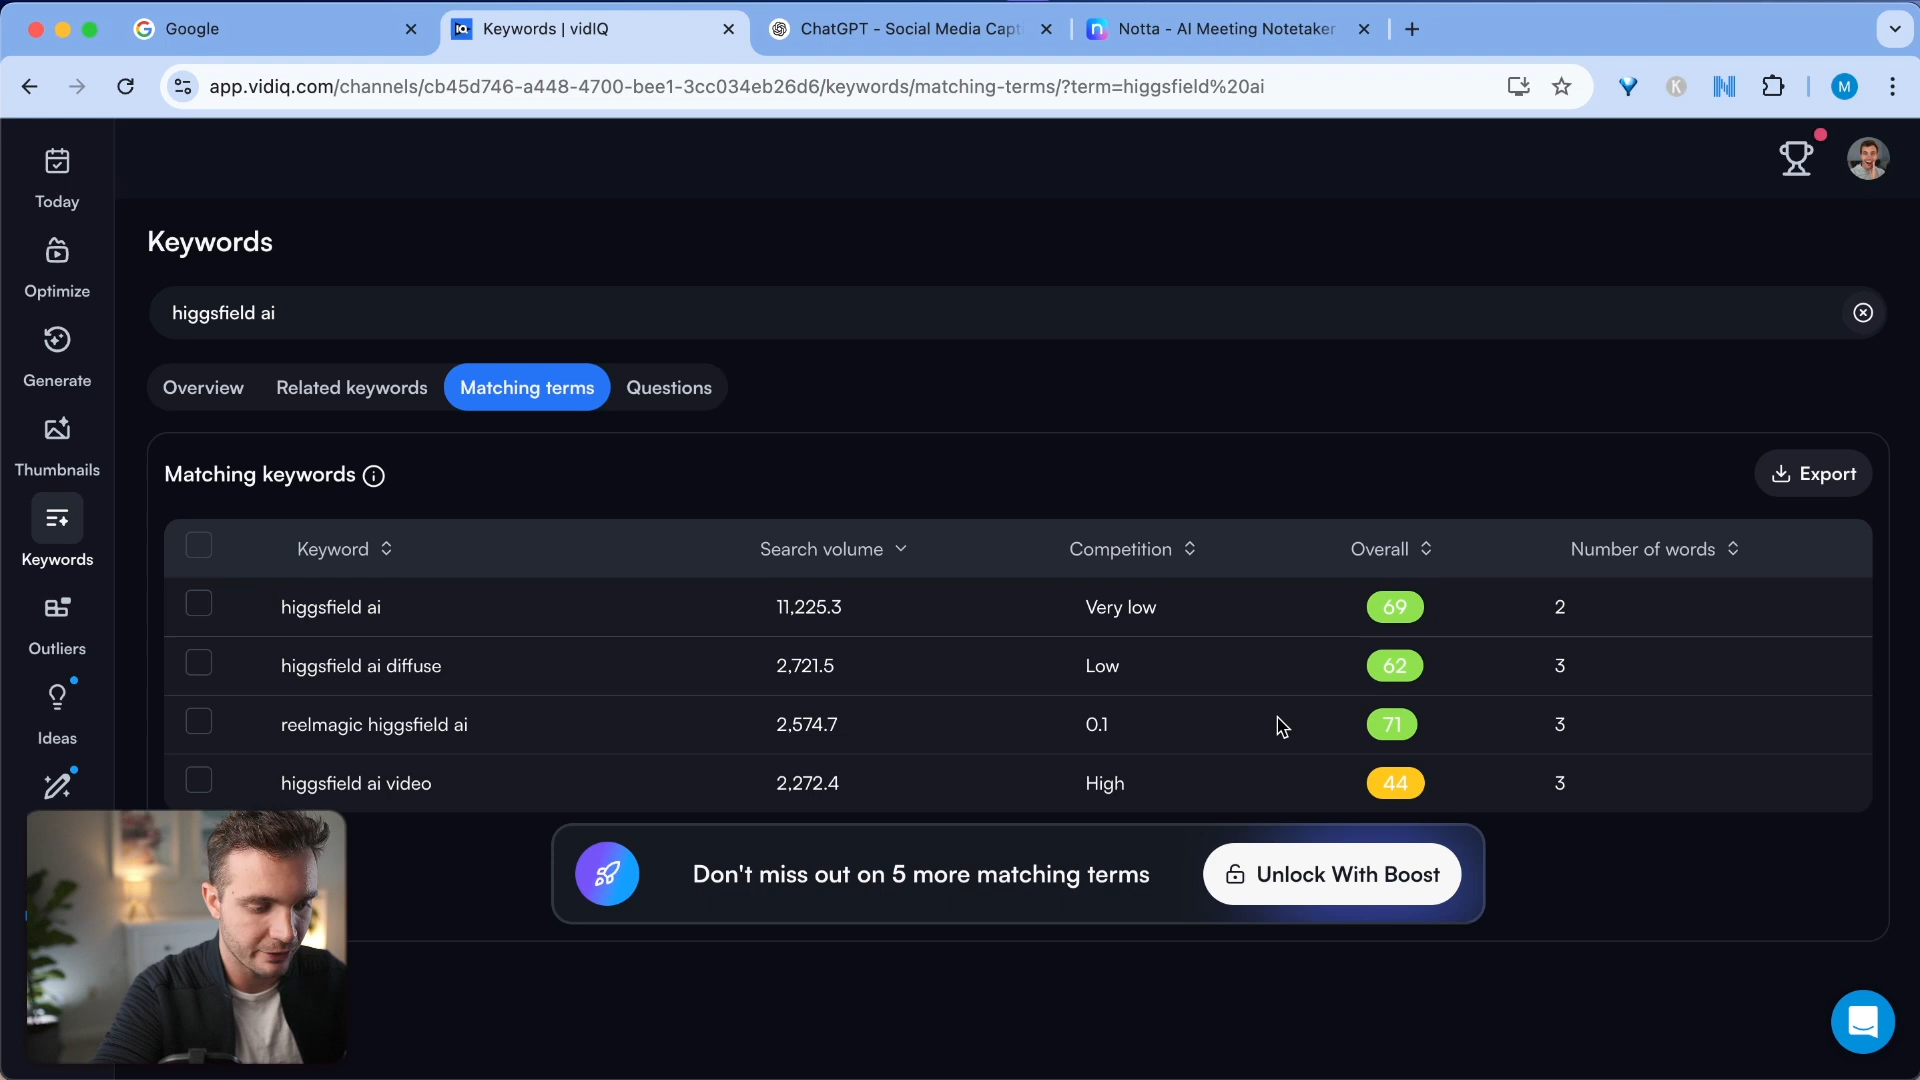 Google
Keywords | vidIQ
ChatGPT - Social Media Capt
Notta - AI Meeting Notetaker
app.vidiq.com/channels/cb45d746-a448-4700-bee1-3cc034eb26d6/keywords/matching-terms/?term=higgsfield%20ai
K
M
Today
Optimize
Generate
Thumbnails
Keywords
Outliers
Ideas
Keywords
higgsfield ai
Overview
Related keywords
Matching terms
Questions
Matching keywords
Export
Keyword Search volume Competition Overall Number of words
higgsfield ai 11,225.3 Very low 69 2
higgsfield ai diffuse 2,721.5 Low 62 3
reelmagic higgsfield ai 2,574.7 0.1 71 3
higgsfield ai video 2,272.4 High 44 3
Don't miss out on 5 more matching terms
Unlock With Boost